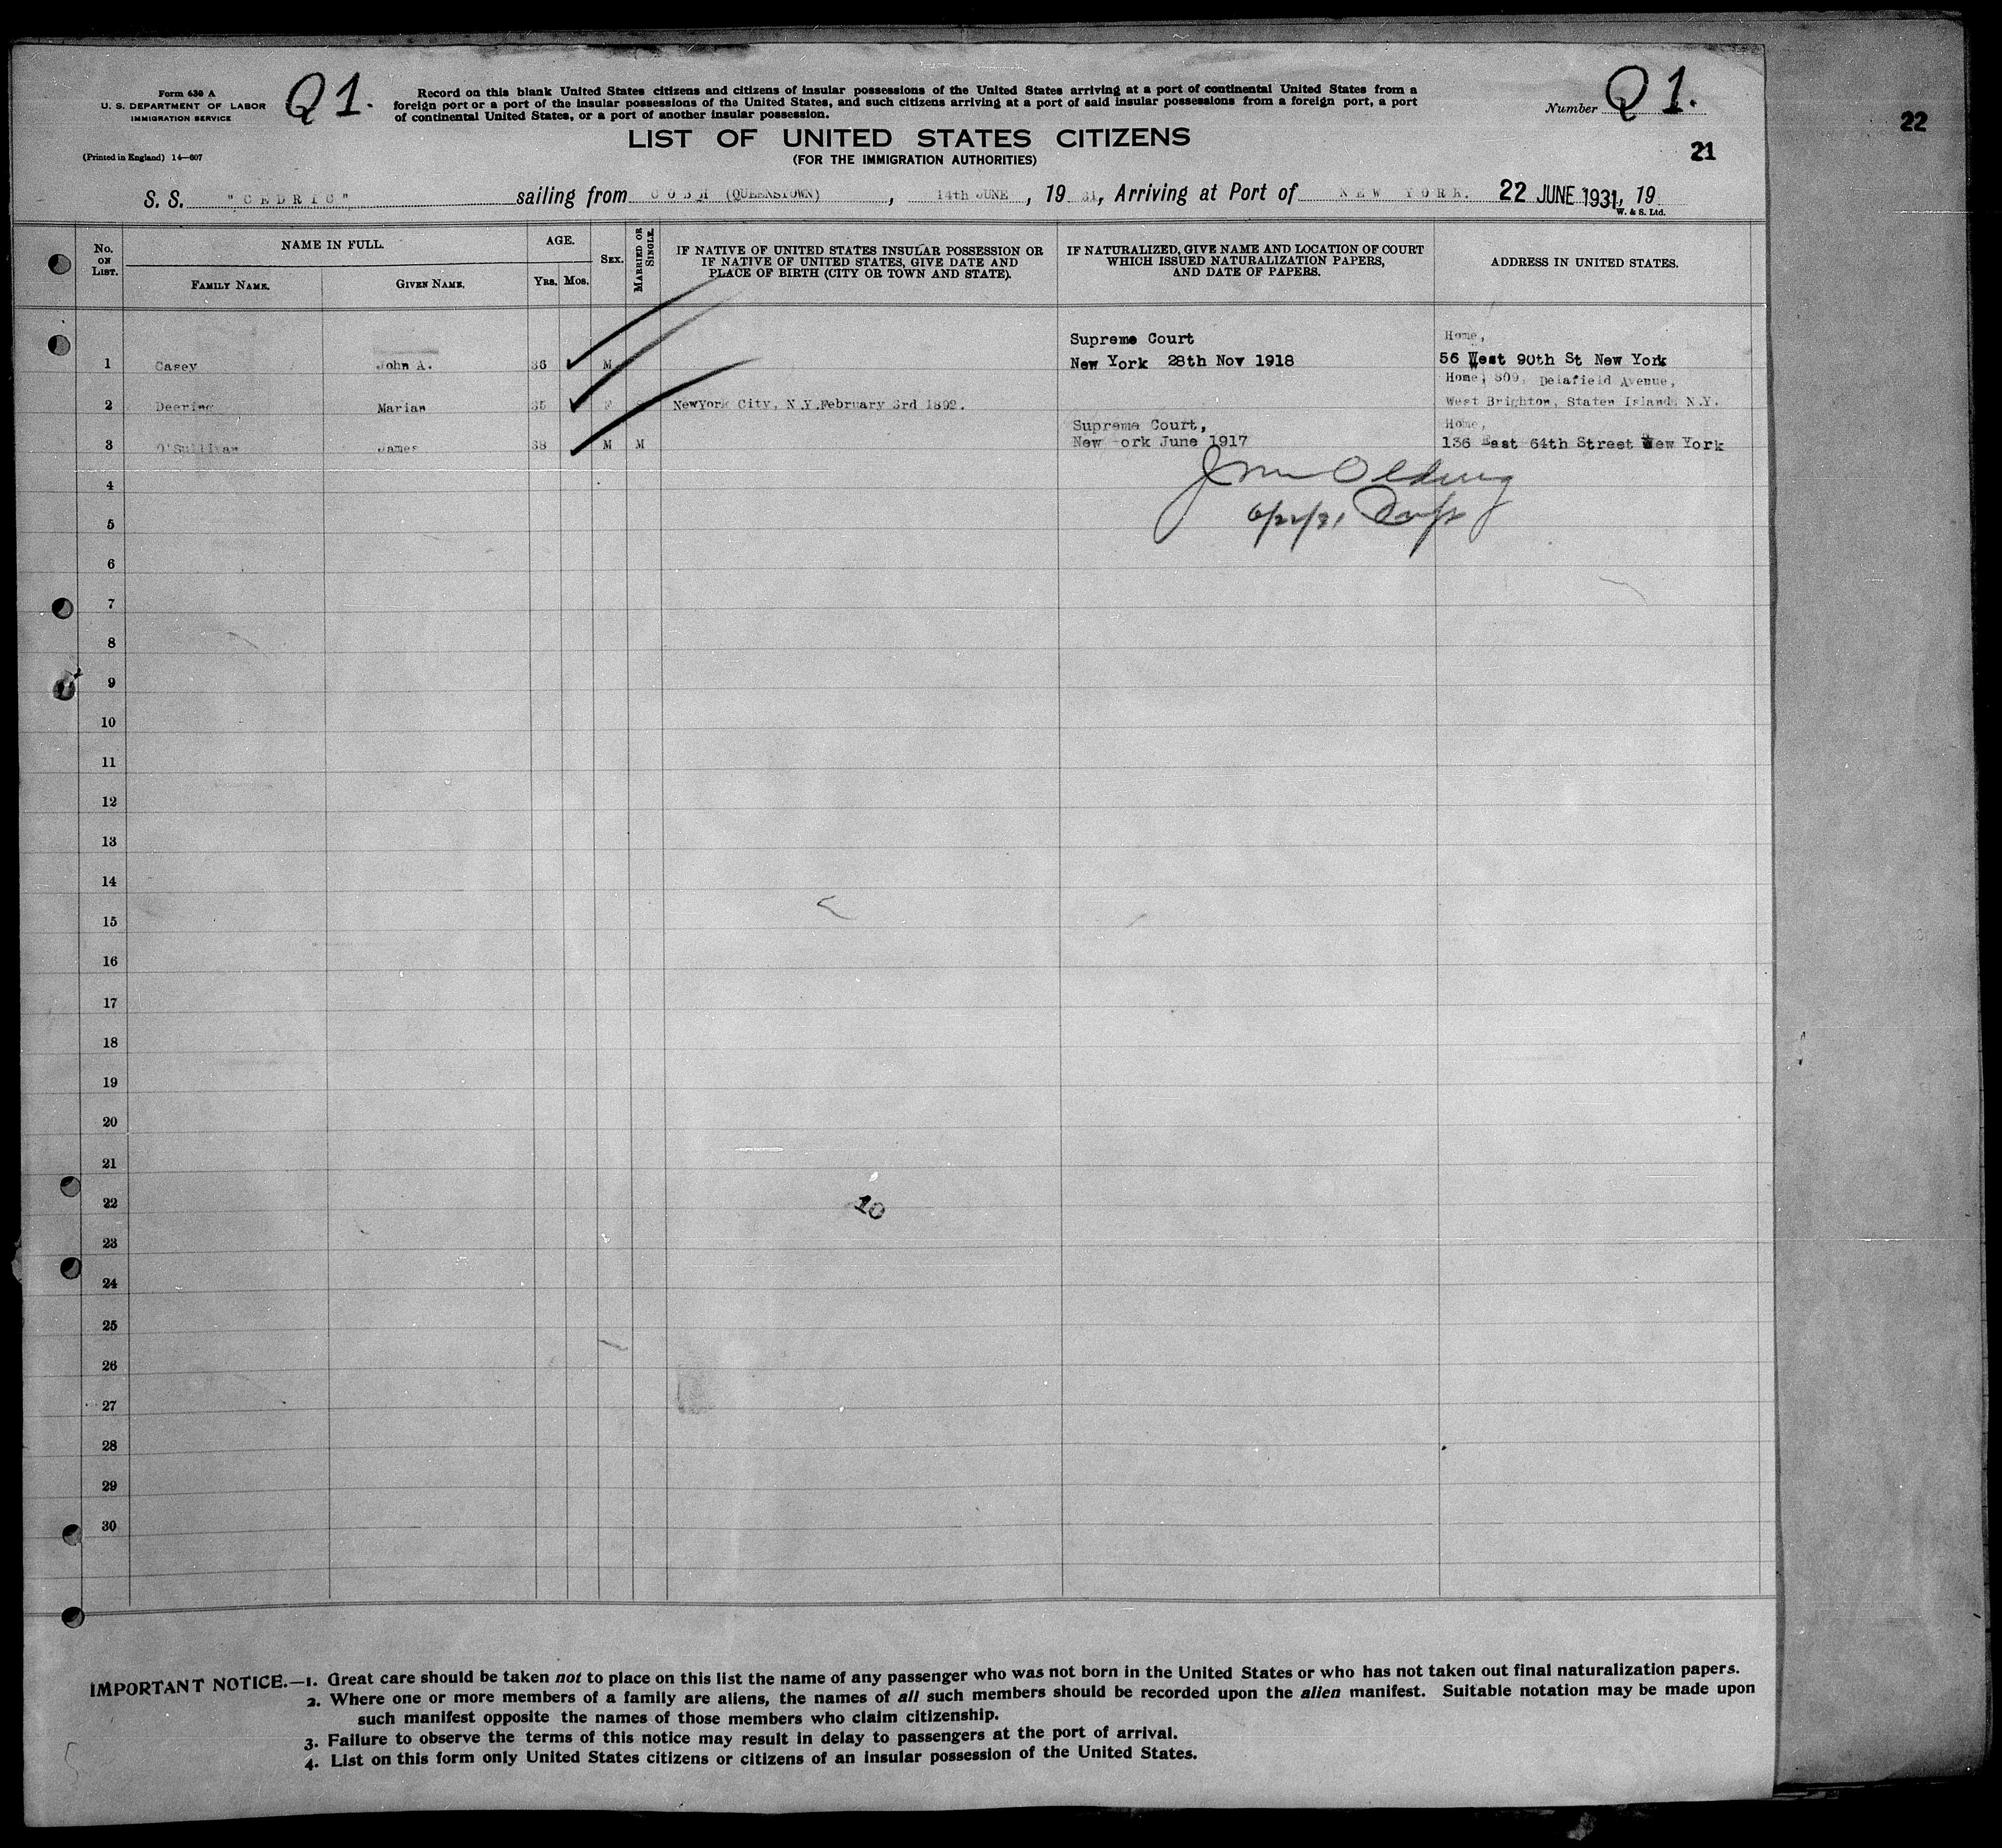 Form 630 A
U. S. DEPARTMENT OF LABOR
IMMIGRATION SERVICE
(Printed in England) 14—607
Q1.
Record on this blank United States citizens and citizens of insular possessions of the United States arriving at a port of continental United States from a
foreign port or a port of the insular possessions of the United States, and such citizens arriving at a port of said insular possessions from a foreign port, a port
of continental United States, or a port of another insular possession.
Number Q1.
22
21
LIST OF UNITED STATES CITIZENS
(FOR THE IMMIGRATION AUTHORITIES)
S. S. "CEDRIC" sailing from COBH (QUEENSTOWN), 14th JUNE, 19 31, Arriving at Port of NEW YORK. 22 JUNE 1931, 19
W. & S. Ltd.
No. ON LIST.
NAME IN FULL.
FAMILY NAME. GIVEN NAME.
AGE.
YRS. MOS.
SEX.
MARRIED OR SINGLE.
IF NATIVE OF UNITED STATES INSULAR POSSESSION OR
IF NATIVE OF UNITED STATES, GIVE DATE AND
PLACE OF BIRTH (CITY OR TOWN AND STATE).
IF NATURALIZED, GIVE NAME AND LOCATION OF COURT
WHICH ISSUED NATURALIZATION PAPERS,
AND DATE OF PAPERS.
ADDRESS IN UNITED STATES.
Supreme Court Home,
1 Casey John A. 36 M New York 28th Nov 1918 56 West 90th St New York
Home, 809, Delafield Avenue,
2 Deering Marian 35 F NewYork City, N.Y.February 3rd 1892. West Brighton, Staten Island. N.Y.
Supreme Court, Home,
3 O'Sullivan James 38 M M New ork June 1917 136 East 64th Street New York
4
6/22/31
5
6
7
8
9
10
11
12
13
14
15
16
17
18
19
20
21
22
10
23
24
25
26
27
28
29
30
IMPORTANT NOTICE.—1. Great care should be taken not to place on this list the name of any passenger who was not born in the United States or who has not taken out final naturalization papers.
2. Where one or more members of a family are aliens, the names of all such members should be recorded upon the alien manifest. Suitable notation may be made upon
such manifest opposite the names of those members who claim citizenship.
3. Failure to observe the terms of this notice may result in delay to passengers at the port of arrival.
4. List on this form only United States citizens or citizens of an insular possession of the United States.